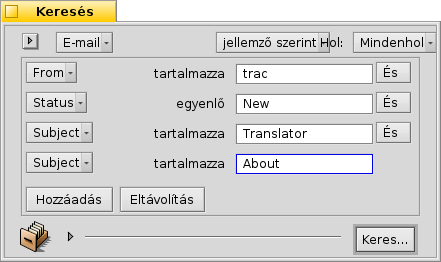 Keresés
E-mail jellemző szerint Hol: Mindenhol
From tartalmazza trac És
Status egyenlő New És
Subject tartalmazza Translator És
Subject tartalmazza About
Hozzáadás Eltávolítás
Keres...